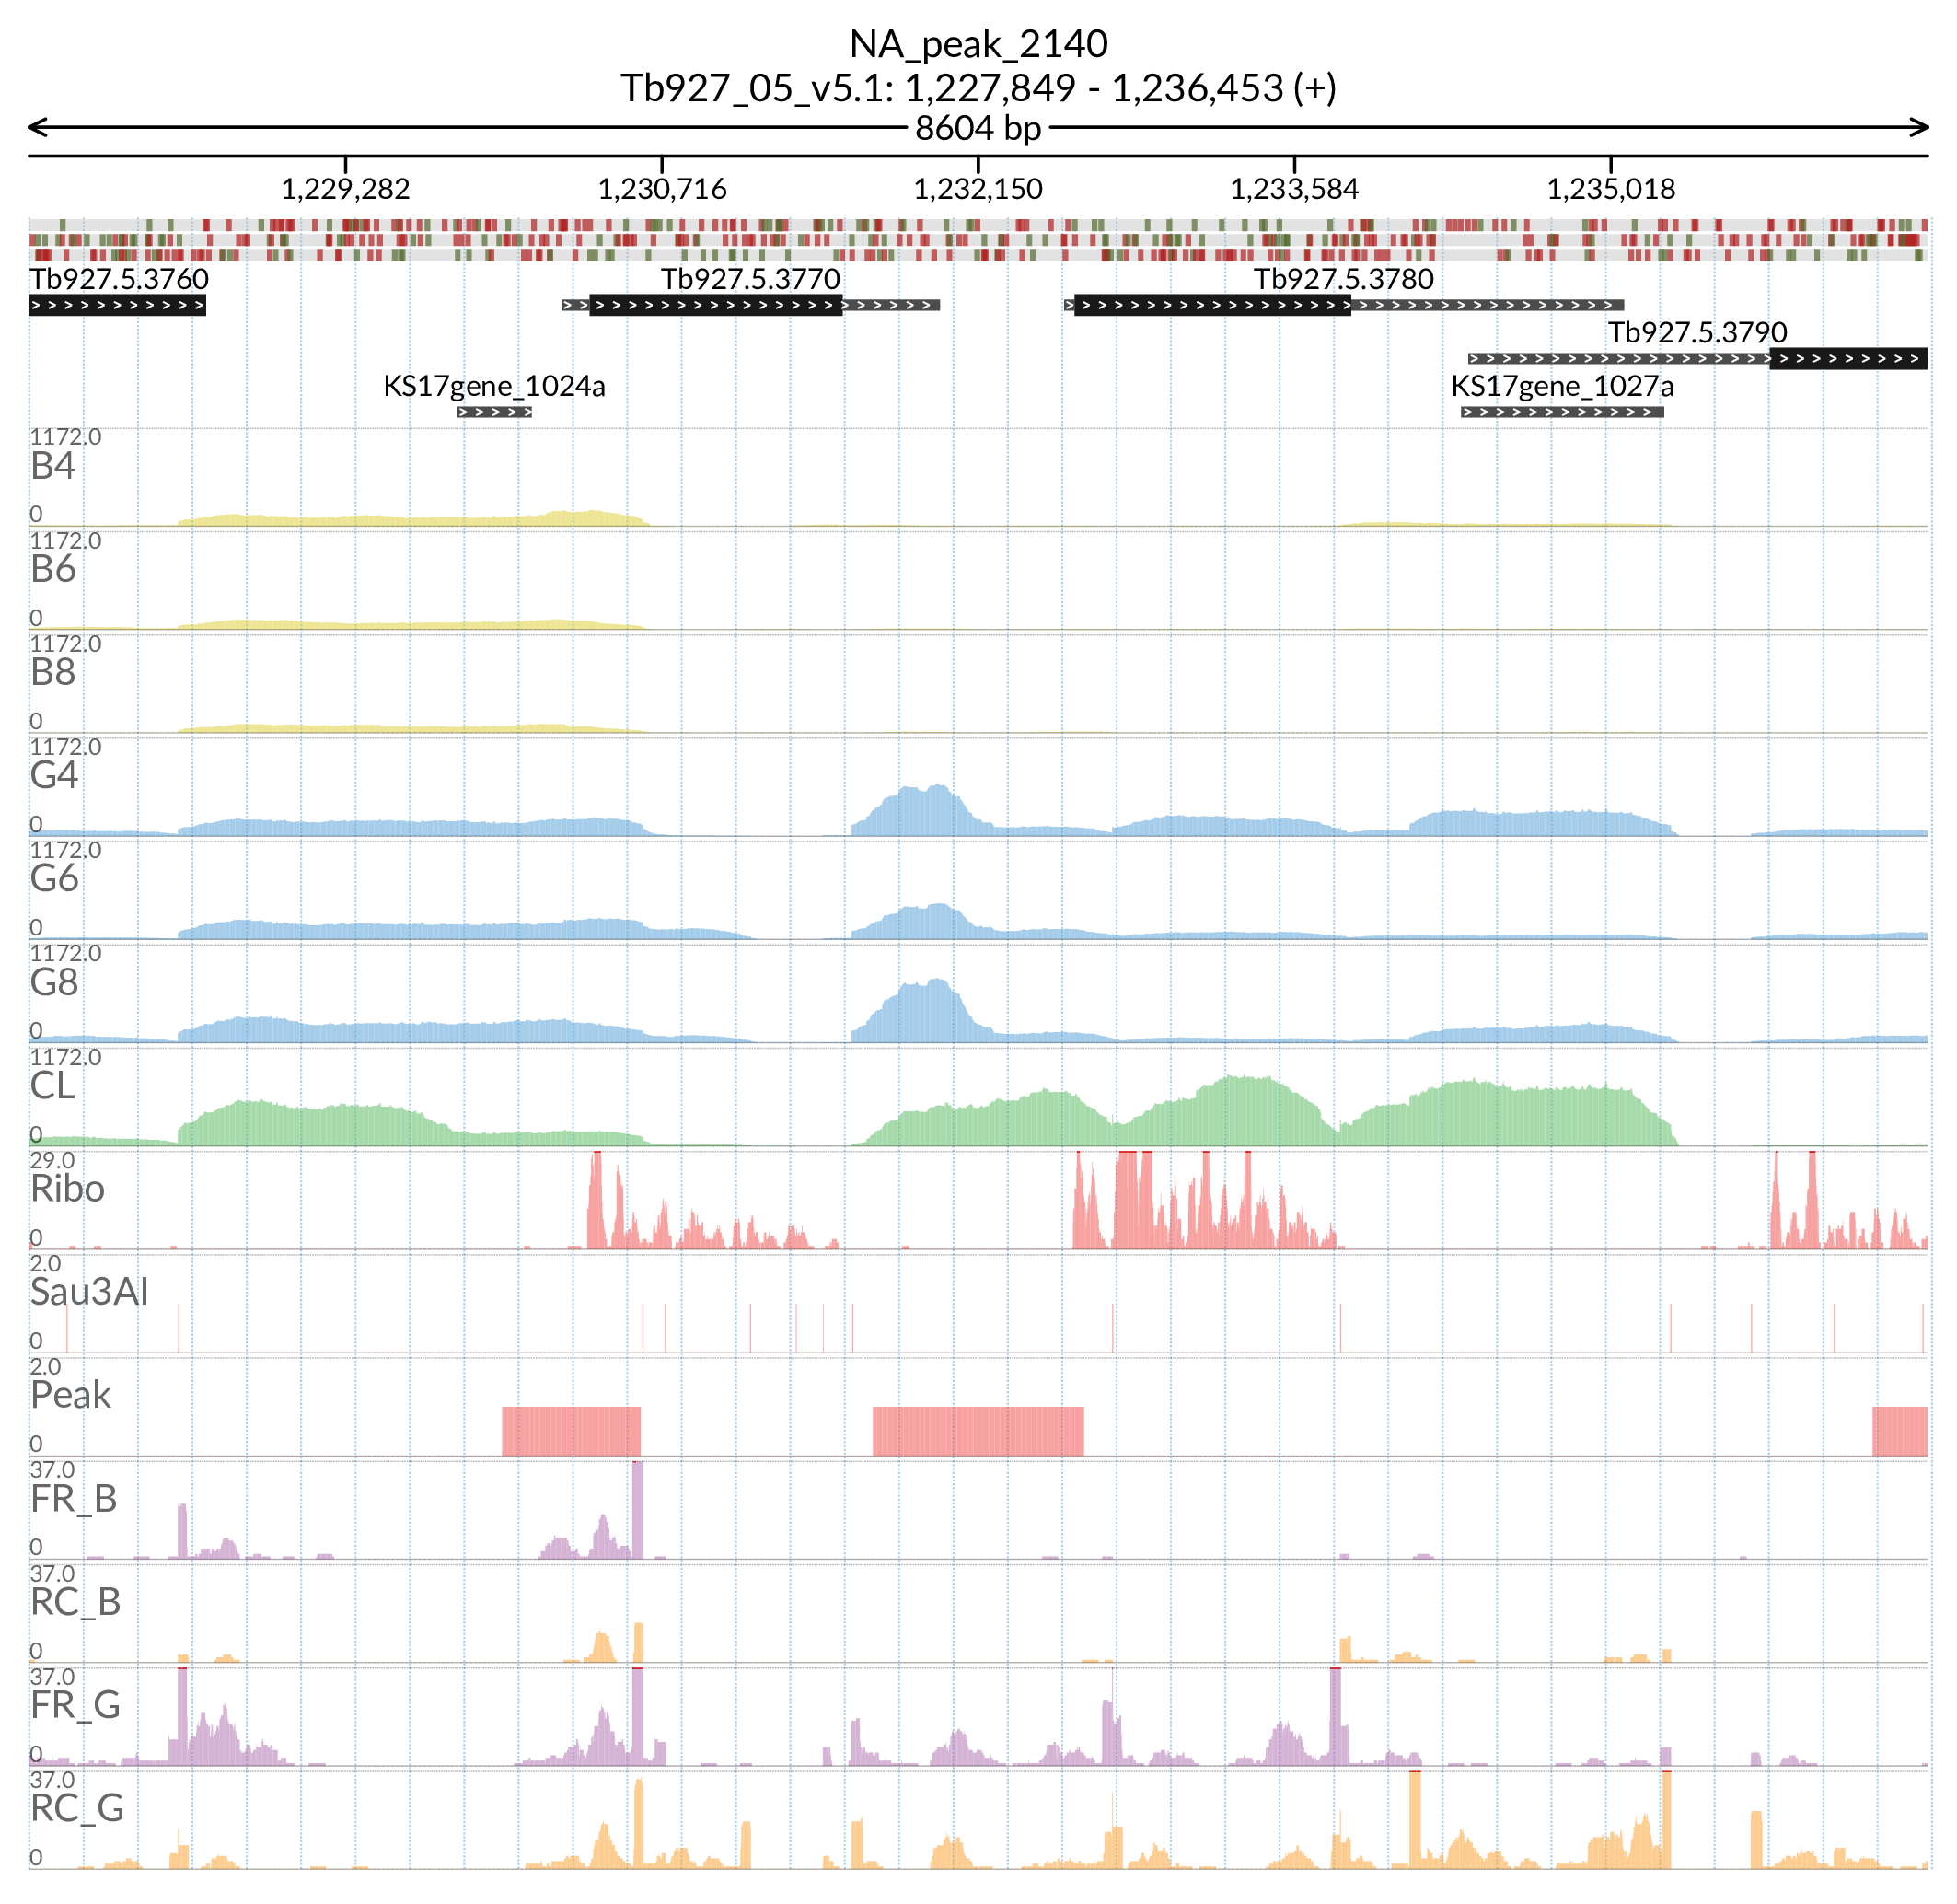 NA_peak_2140
Tb927_05_v5.1: 1,227,849 - 1,236,453 (+)
8604 bp
1,229,282 1,230,716 1,232,150 1,233,584 1,235,018
Tb927.5.3760 Tb927.5.3770 Tb927.5.3780
Tb927.5.3790
KS17gene_1024a KS17gene_1027a
1172.0
B4
0
1172.0
B6
0
1172.0
B8
0
1172.0
G4
0
1172.0
G6
0
1172.0
G8
0
1172.0
CL
0
29.0
Ribo
0
2.0
Sau3AI
0
2.0
Peak
0
37.0
FR_B
0
37.0
RC_B
0
37.0
FR_G
0
37.0
RC_G
0